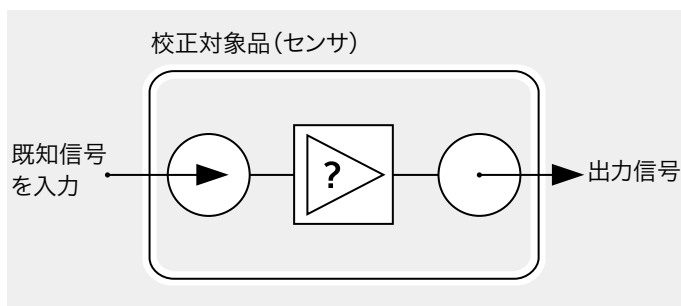 校正対象品（センサ）
既知信号
を入力
?
出力信号